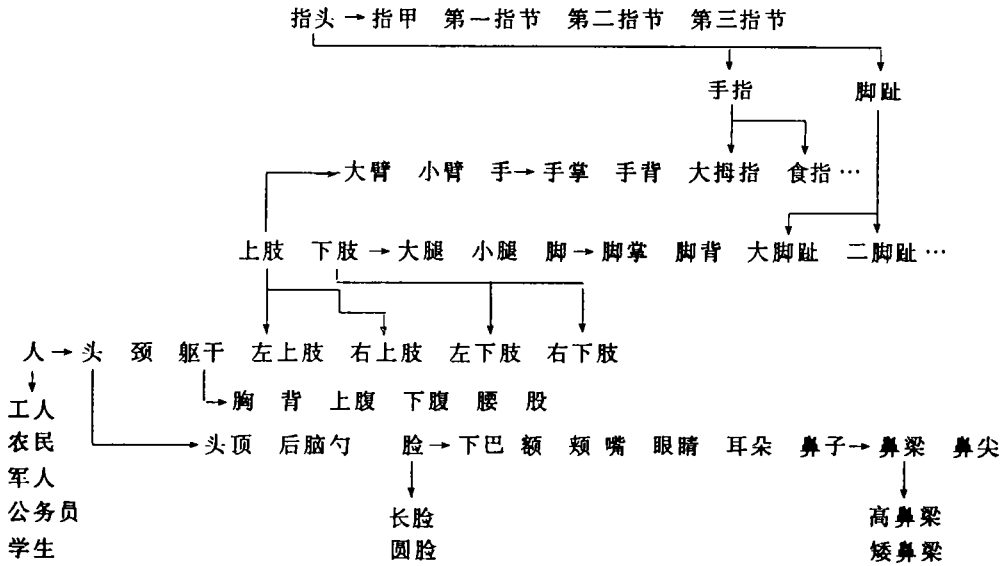 指头→指甲 第一指节 第二指节 第三指节
手指 脚趾
大臂 小臂 手→手掌 手背 大拇指 食指…
上肢 下肢→大腿 小腿 脚→脚掌 脚背 大脚趾 二脚趾…
人→头 颈 躯干 左上肢 右上肢 左下肢 右下肢
胸 背 上腹 下腹 腰 股
工人
农民
军人
公务员
学生
头顶 后脑勺 脸→下巴 额 颊 嘴 眼睛 耳朵 鼻子→鼻梁 鼻尖
长脸
圆脸
高鼻梁
矮鼻梁